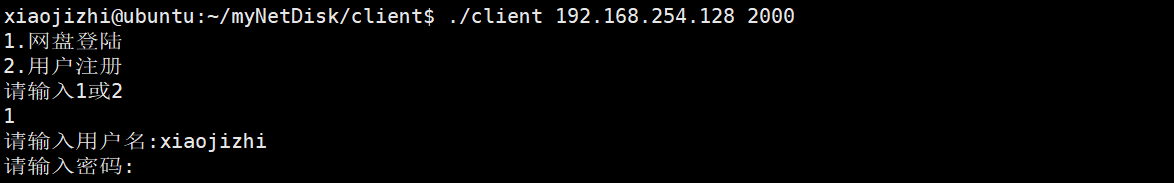 xiaojizhi@ubuntu:~/myNetDisk/client$ ./client 192.168.254.128 2000
1.网盘登陆
2.用户注册
请输入1或2
1
请输入用户名:xiaojizhi
请输入密码: